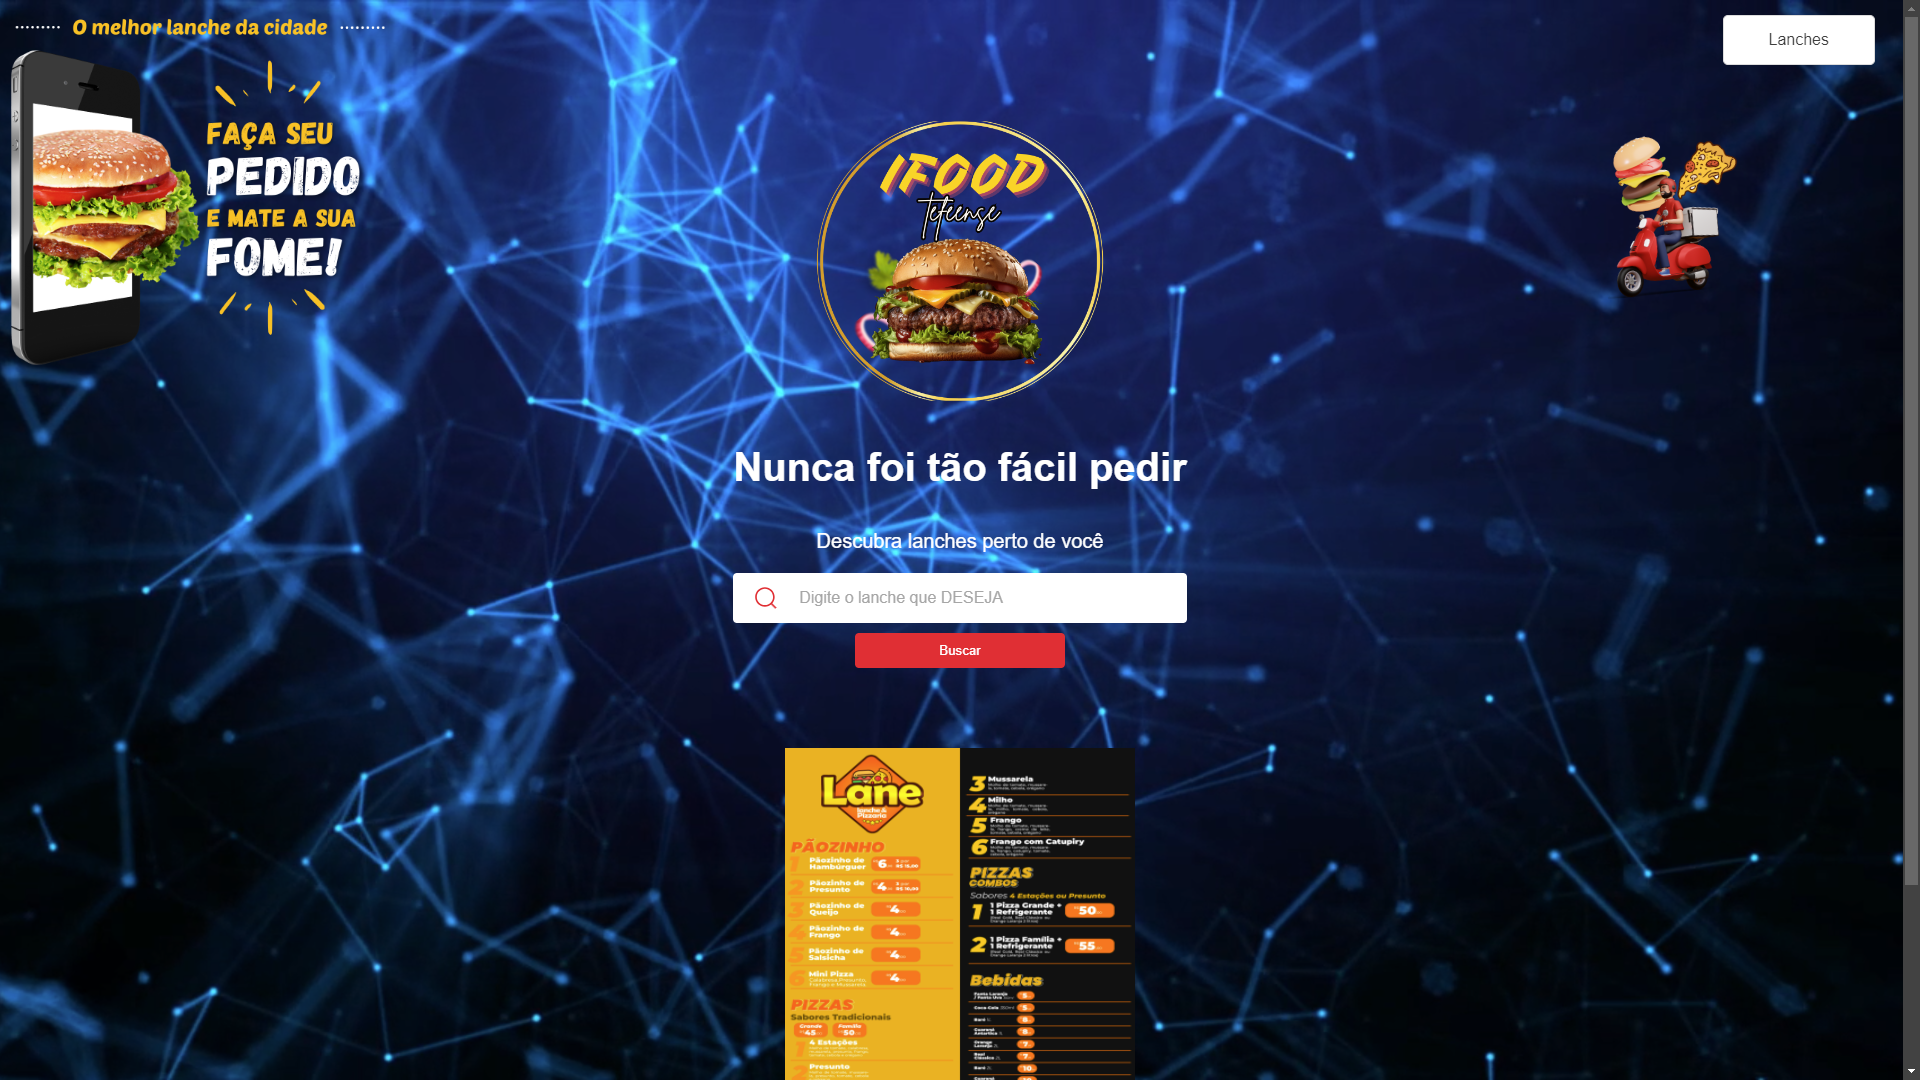 O melhor lanche da cidade
Lanches
FAÇA SEU
PEDIDO
E MATE A SUA
FOME!
IFOOD
Tefeense
Nunca foi tão fácil pedir
Descubra lanches perto de você
Digite o lanche que DESEJA
Buscar
Lane
lanche &
Pizzaria
PÃOZINHO
1 Pãozinho de
Hambúrguer 6
2 Pãozinho de
Presunto 4
3 Pãozinho de
Queijo 4
4 Pãozinho de
Frango 4
5 Pãozinho de
Salsicha 4
6 Mini Pizza 4
PIZZAS
Sabores Tradicionais
Grande 45
Família 50
1 4 Estações
2 Presunto
3 Mussarela
4 Milho
5 Frango
6 Frango com Catupiry
PIZZAS
COMBOS
Sabores 4 Estações ou Presunto
1 1 Pizza Grande +
1 Refrigerante 50
2 1 Pizza Família +
1 Refrigerante 55
Bebidas